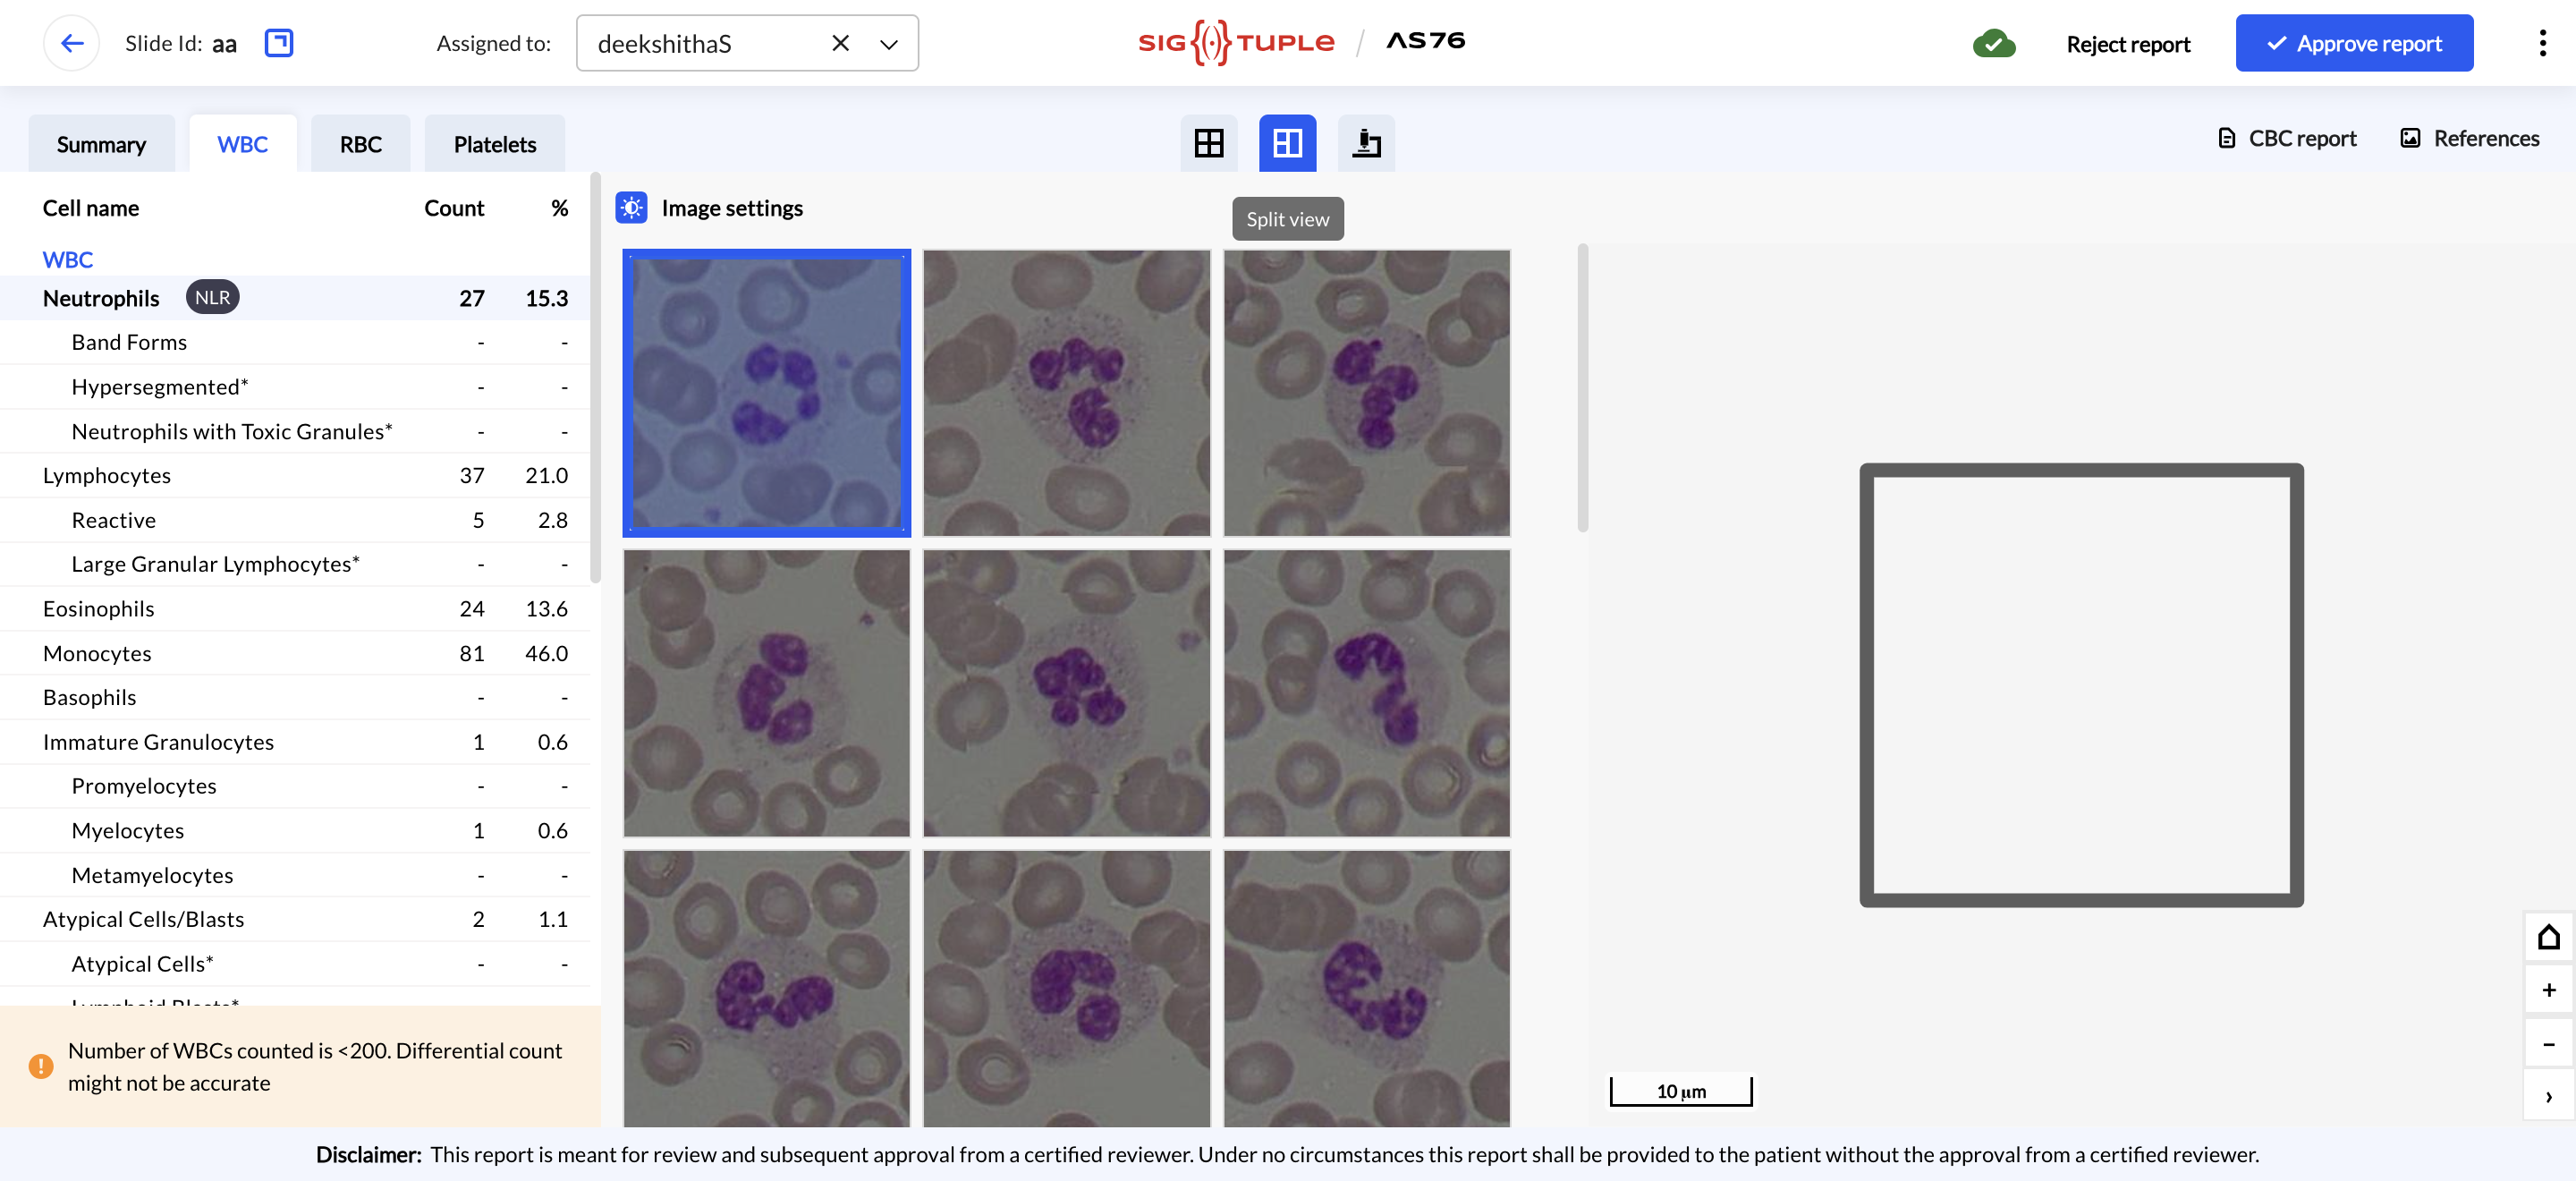 Slide Id: aa
Assigned to: deekshithaS
SIG TUPLE / AS76
Reject report
Approve report
Summary
WBC
RBC
Platelets
CBC report
References
Cell name Count %
Image settings
Split view
WBC
Neutrophils NLR 27 15.3
Band Forms - -
Hypersegmented* - -
Neutrophils with Toxic Granules* - -
Lymphocytes 37 21.0
Reactive 5 2.8
Large Granular Lymphocytes* - -
Eosinophils 24 13.6
Monocytes 81 46.0
Basophils - -
Immature Granulocytes 1 0.6
Promyelocytes - -
Myelocytes 1 0.6
Metamyelocytes - -
Atypical Cells/Blasts 2 1.1
Atypical Cells* - -
Lymphoid Blasts*
Number of WBCs counted is <200. Differential count
might not be accurate
10 μm
Disclaimer: This report is meant for review and subsequent approval from a certified reviewer. Under no circumstances this report shall be provided to the patient without the approval from a certified reviewer.